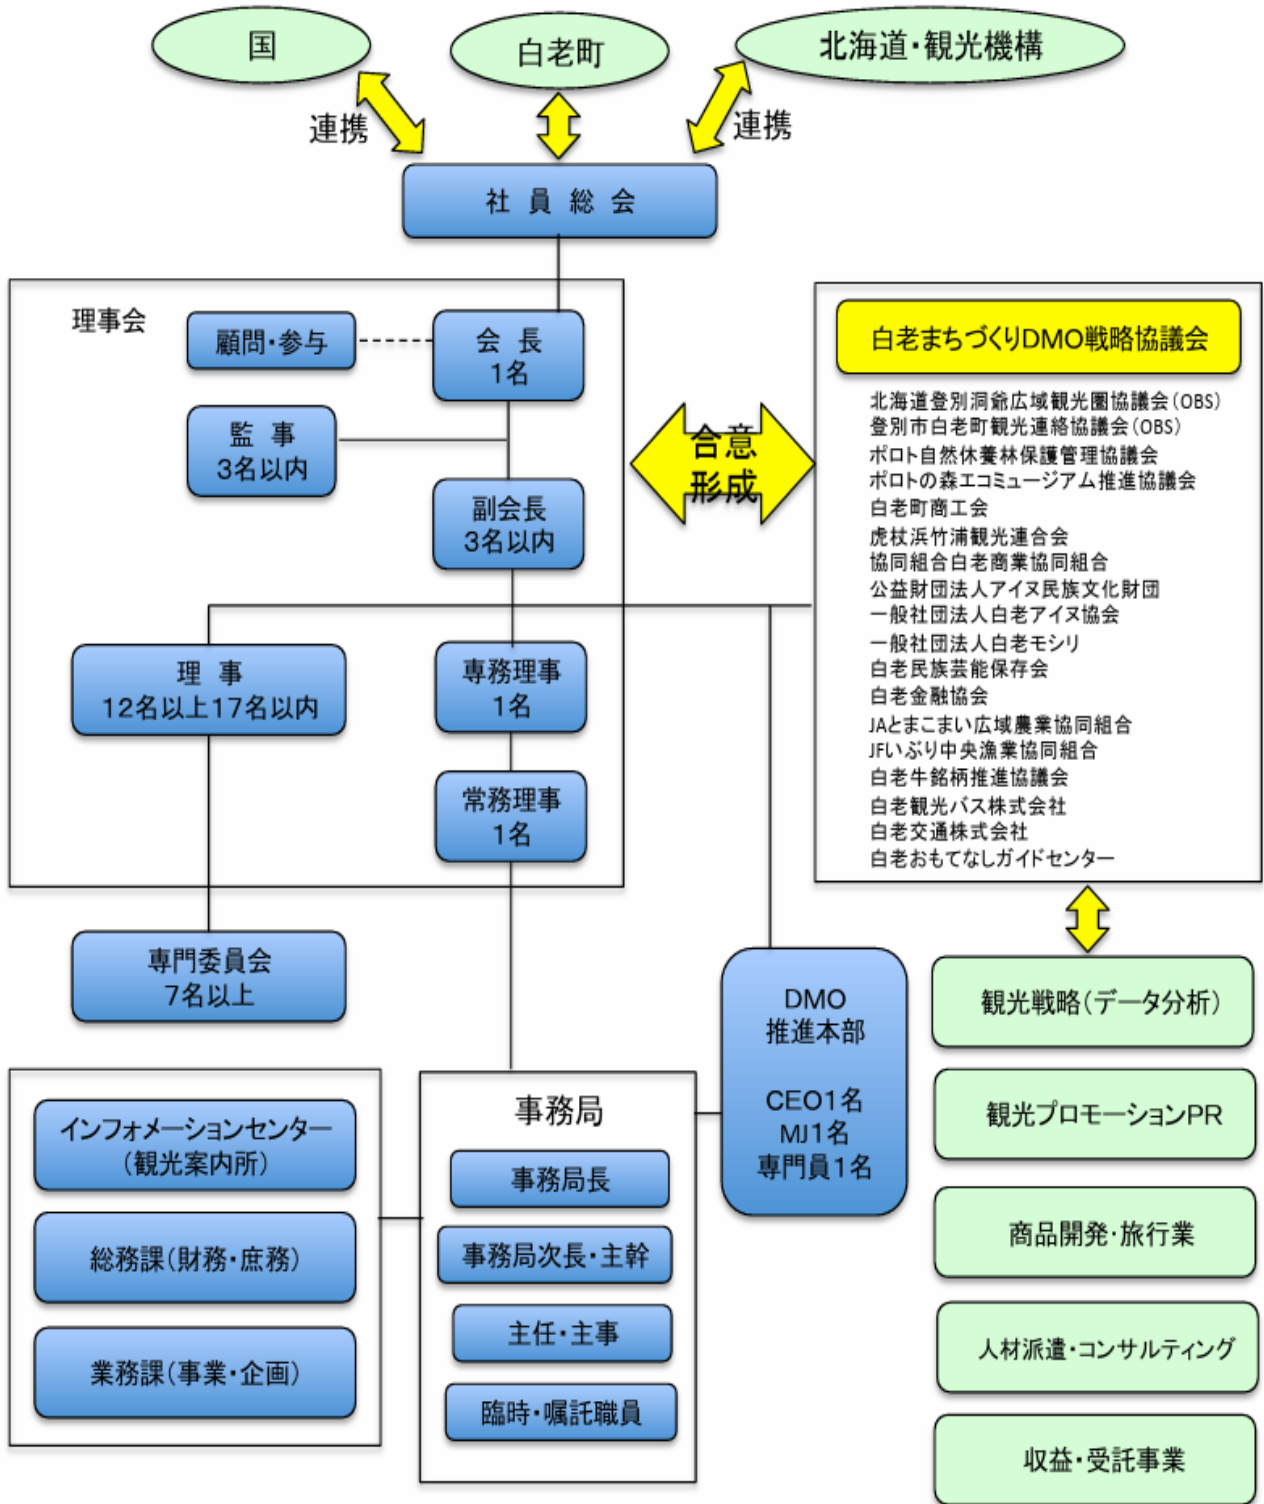 国
白老町
北海道・観光機構
連携
連携
社員総会
理事会
顧問・参与
会長
1名
監事
3名以内
副会長
3名以内
合意
形成
理事
12名以上17名以内
専務理事
1名
常務理事
1名
専門委員会
7名以上
白老まちづくりDMO戦略協議会
北海道登別洞爺広域観光圏協議会(OBS)
登別市白老町観光連絡協議会(OBS)
ポロト自然休養林保護管理協議会
ポロトの森エコミュージアム推進協議会
白老町商工会
虎杖浜竹浦観光連合会
協同組合白老商業協同組合
公益財団法人アイヌ民族文化財団
一般社団法人白老アイヌ協会
一般社団法人白老モシリ
白老民族芸能保存会
白老金融協会
JAとまこまい広域農業協同組合
JFいぶり中央漁業協同組合
白老牛銘柄推進協議会
白老観光バス株式会社
白老交通株式会社
白老おもてなしガイドセンター
DMO
推進本部
CEO1名
MJ1名
専門員1名
インフォメーションセンター
(観光案内所)
総務課(財務・庶務)
業務課(事業・企画)
事務局
事務局長
事務局次長・主幹
主任・主事
臨時・嘱託職員
観光戦略(データ分析)
観光プロモーションPR
商品開発・旅行業
人材派遣・コンサルティング
収益・受託事業